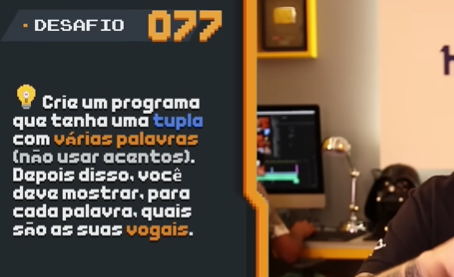 DESAFIO 077
Crie um programa
que tenha uma tupla
com várias palavras
(não usar acentos).
Depois disso, você
deve mostrar, para
cada palavra, quais
são as suas vogais.